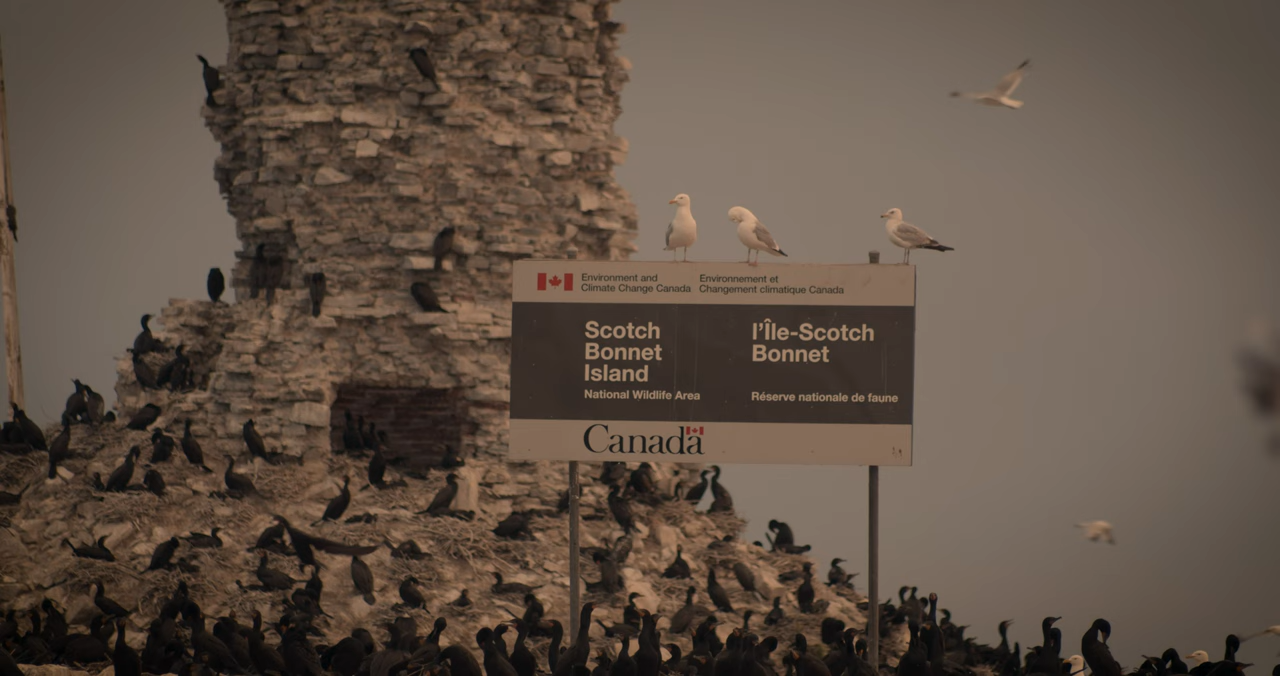 Environment and
Climate Change Canada
Environnement et
Changement climatique Canada
Scotch
Bonnet
Island
National Wildlife Area
l'Île-Scotch
Bonnet
Réserve nationale de faune
Canada